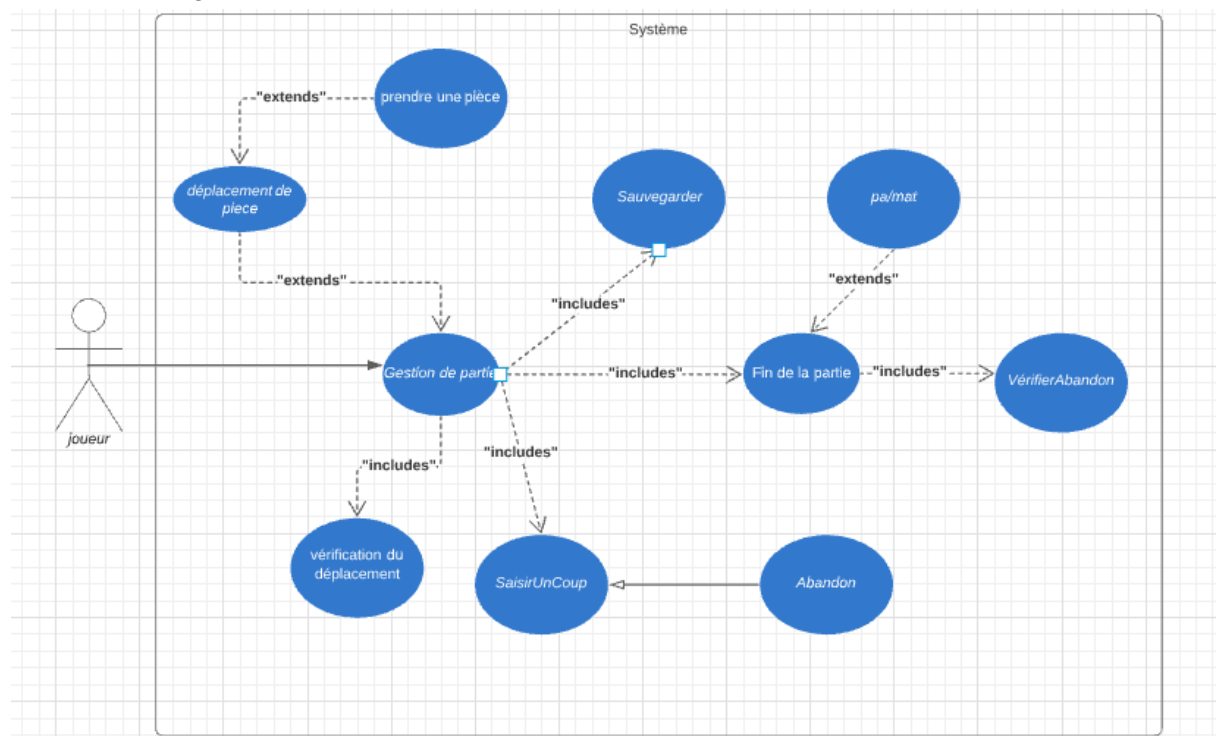 Système
prendre une pièce
"extends"
déplacement de
piece
Sauvegarder
pa/mat
"extends"
"extends"
"includes"
Gestion de partie
"includes"
Fin de la partie
"includes"
VérifierAbandon
joueur
"includes"
"includes"
vérification du
déplacement
SaisirUnCoup
Abandon